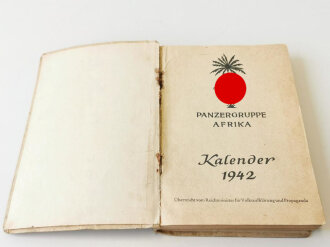 PANZERGRUPPE
AFRIKA
Kalender
1942
Überreicht vom Reichsminister für Volksaufklärung und Propaganda